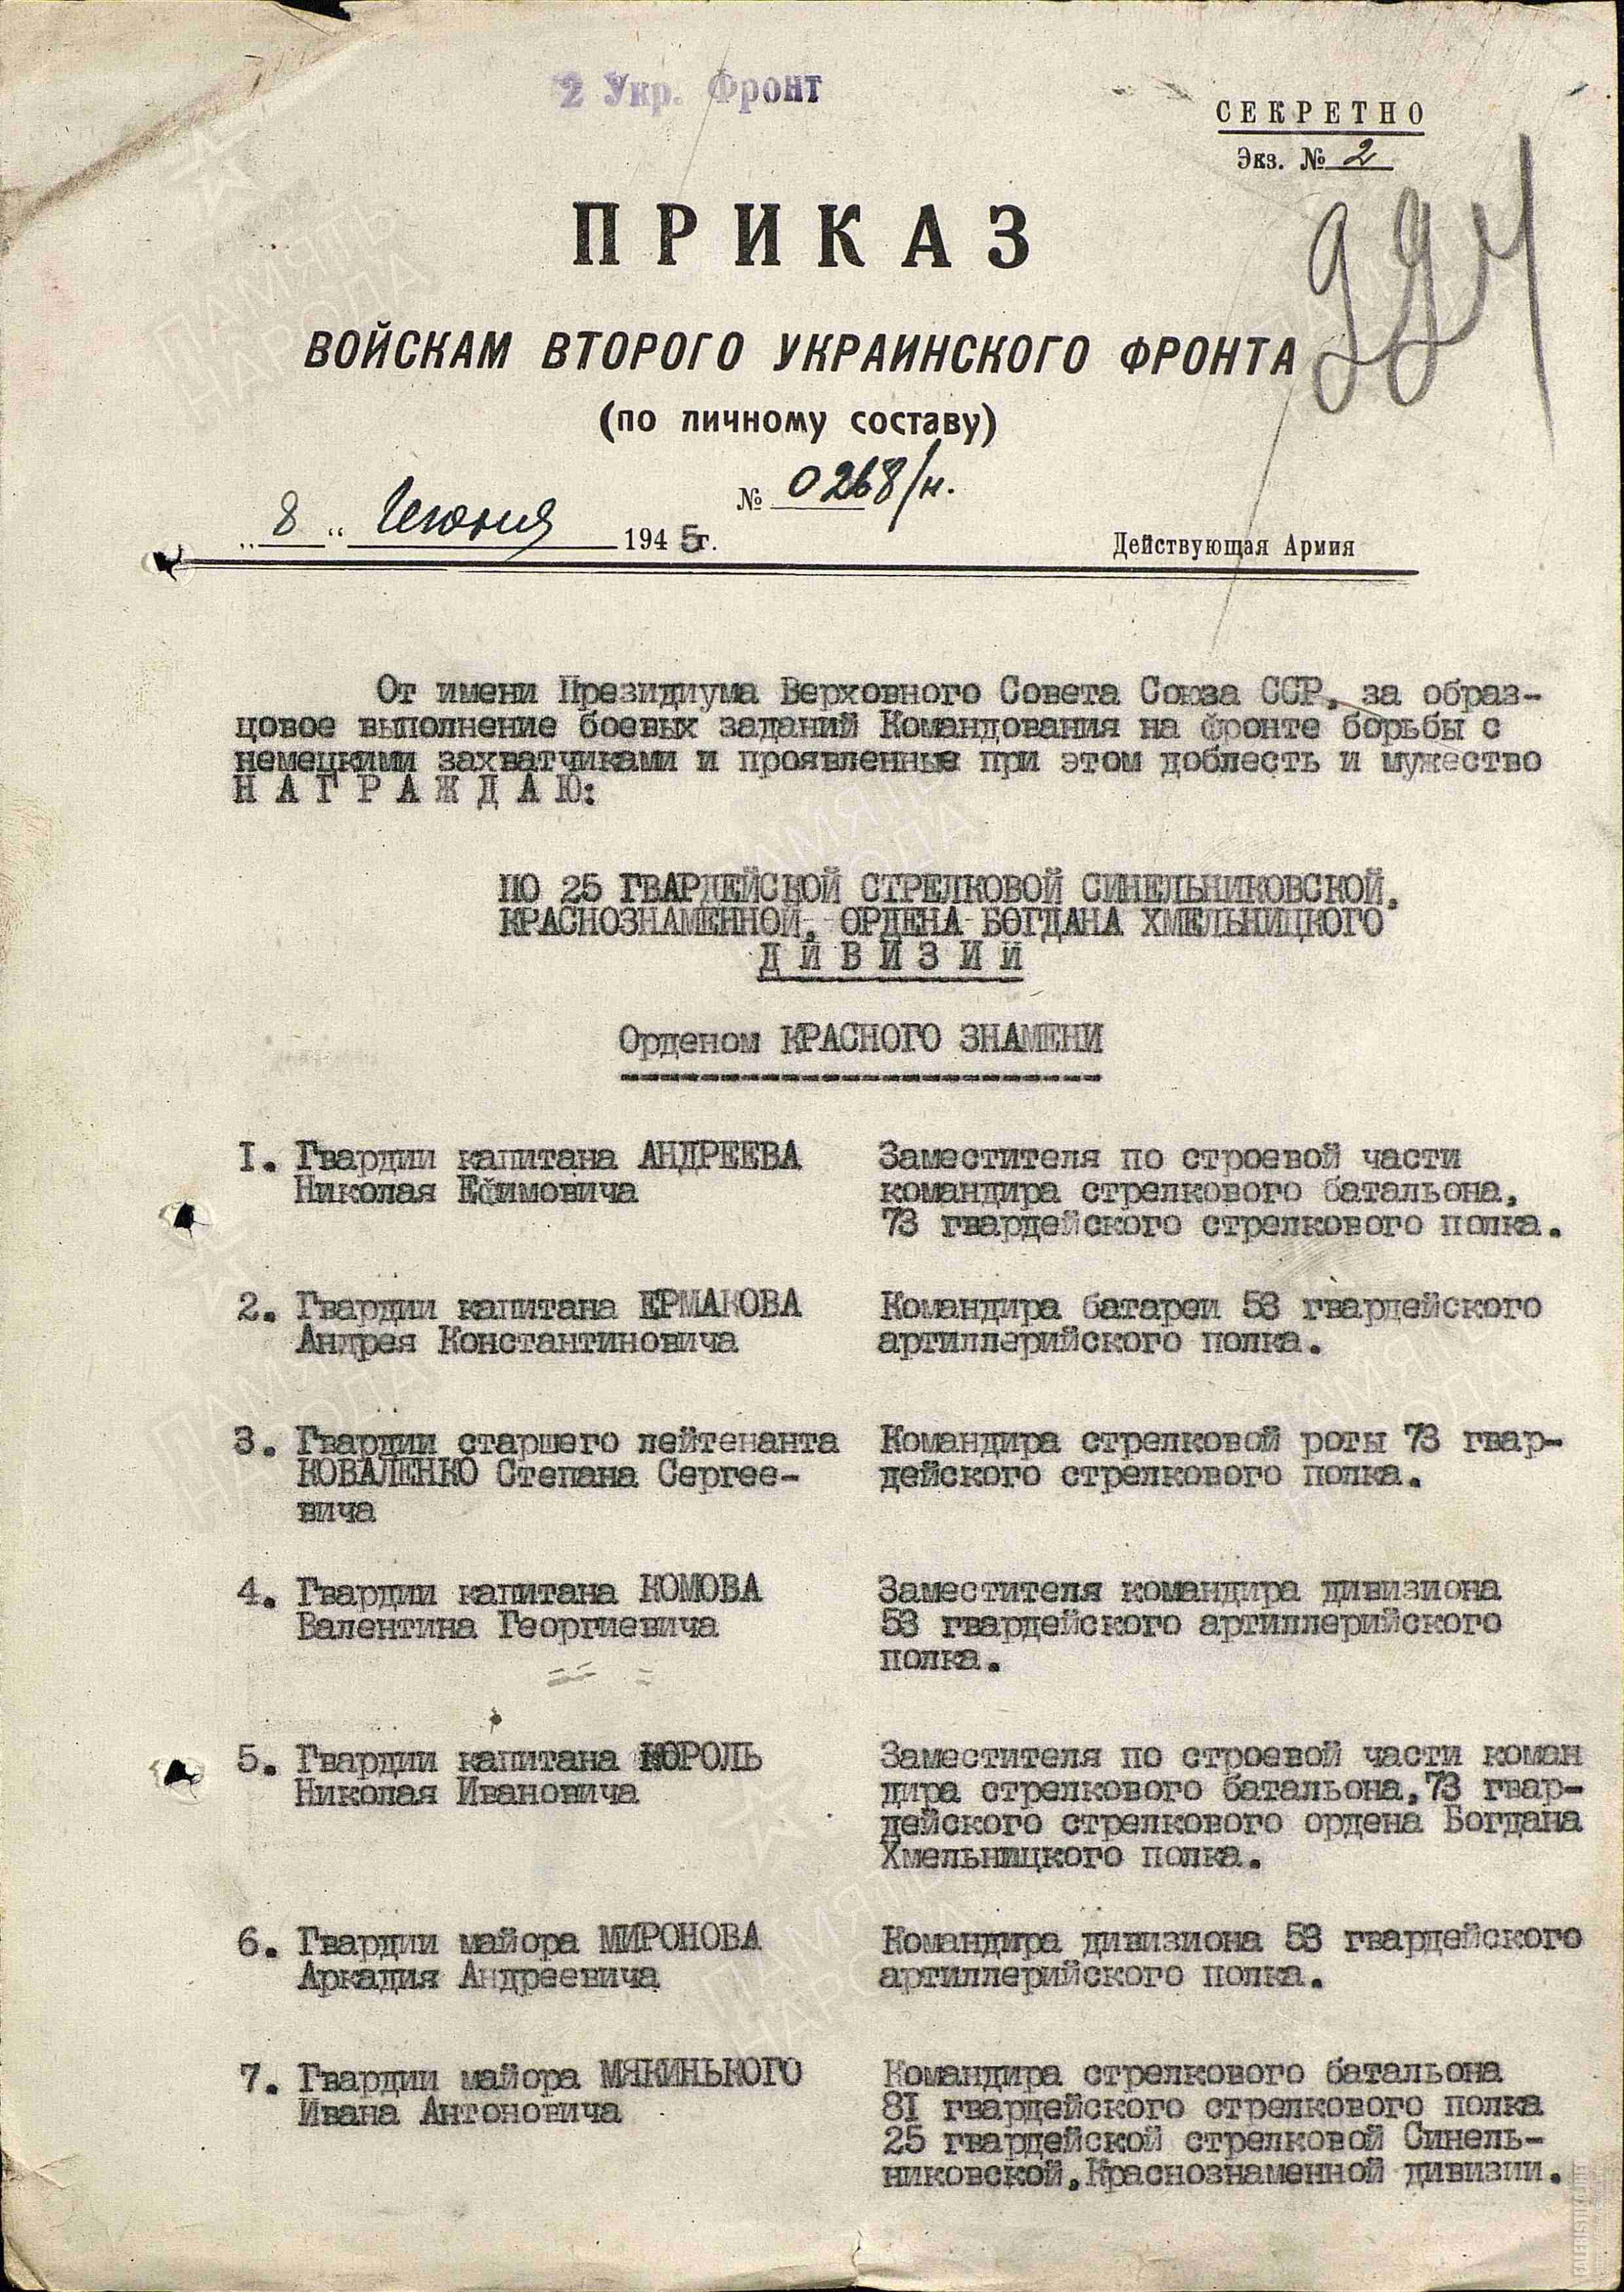 2 Укр. Фронт
СЕКРЕТНО
Экз. № 2
ПРИКАЗ
ВОЙСКАМ ВТОРОГО УКРАИНСКОГО ФРОНТА
(по личному составу)
№ 0268/н.
„8“ Июня 1945г.
Действующая Армия
От имени Президиума Верховного Совета Союза ССР, за образ-
цовое выполнение боевых заданий Командования на фронте борьбы с
немецкими захватчиками и проявленные при этом доблесть и мужество
Н А Г Р А Ж Д А Ю:
ПО 25 ГВАРДЕЙСКОЙ СТРЕЛКОВОЙ СИНЕЛЬНИКОВСКОЙ,
КРАСНОЗНАМЕННОЙ, ОРДЕНА БОГДАНА ХМЕЛЬНИЦКОГО
Д И В И З И И
Орденом КРАСНОГО ЗНАМЕНИ
I. Гвардии капитана АНДРЕЕВА
Николая Ефимовича
Заместителя по строевой части
командира стрелкового батальона,
73 гвардейского стрелкового полка.
2. Гвардии капитана ЕРМАКОВА
Андрея Константиновича
Командира батареи 53 гвардейского
артиллерийского полка.
3. Гвардии старшего лейтенанта
КОВАЛЕНКО Степана Сергее-
вича
Командира стрелковой роты 73 гвар-
дейского стрелкового полка.
4. Гвардии капитана КОМОВА
Валентина Георгиевича
Заместителя командира дивизиона
53 гвардейского артиллерийского
полка.
5. Гвардии капитана КОРОЛЬ
Николая Ивановича
Заместителя по строевой части коман
дира стрелкового батальона,73 гвар-
дейского стрелкового ордена Богдана
Хмельницкого полка.
6. Гвардии майора МИРОНОВА
Аркадия Андреевича
Командира дивизиона 53 гвардейского
артиллерийского полка.
7. Гвардии майора МЯКИНЬКОГО
Ивана Антоновича
Командира стрелкового батальона
8I гвардейского стрелкового полка
25 гвардейской стрелковой Синель-
никовской,Краснознаменной дивизии.
ПАМЯТЬ
НАРОДА